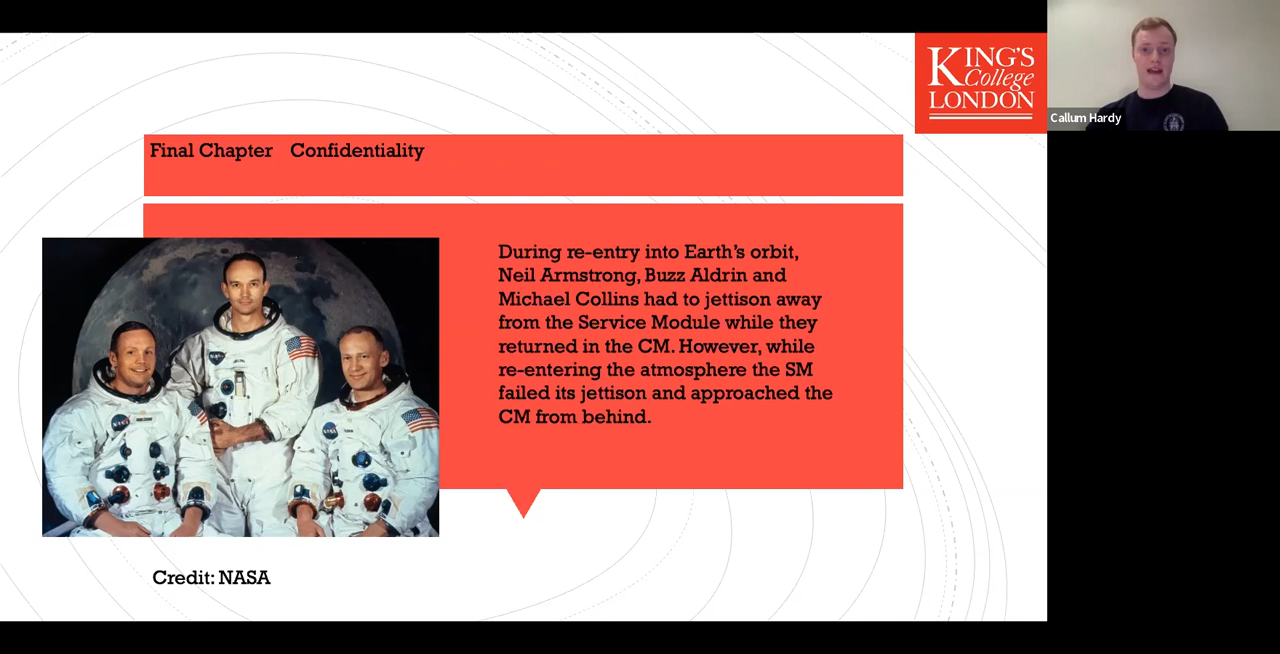 KING'S
College
LONDON
Callum Hardy
Final Chapter Confidentiality
During re-entry into Earth's orbit,
Neil Armstrong, Buzz Aldrin and
Michael Collins had to jettison away
from the Service Module while they
returned in the CM. However, while
re-entering the atmosphere the SM
failed its jettison and approached the
CM from behind.
Credit: NASA